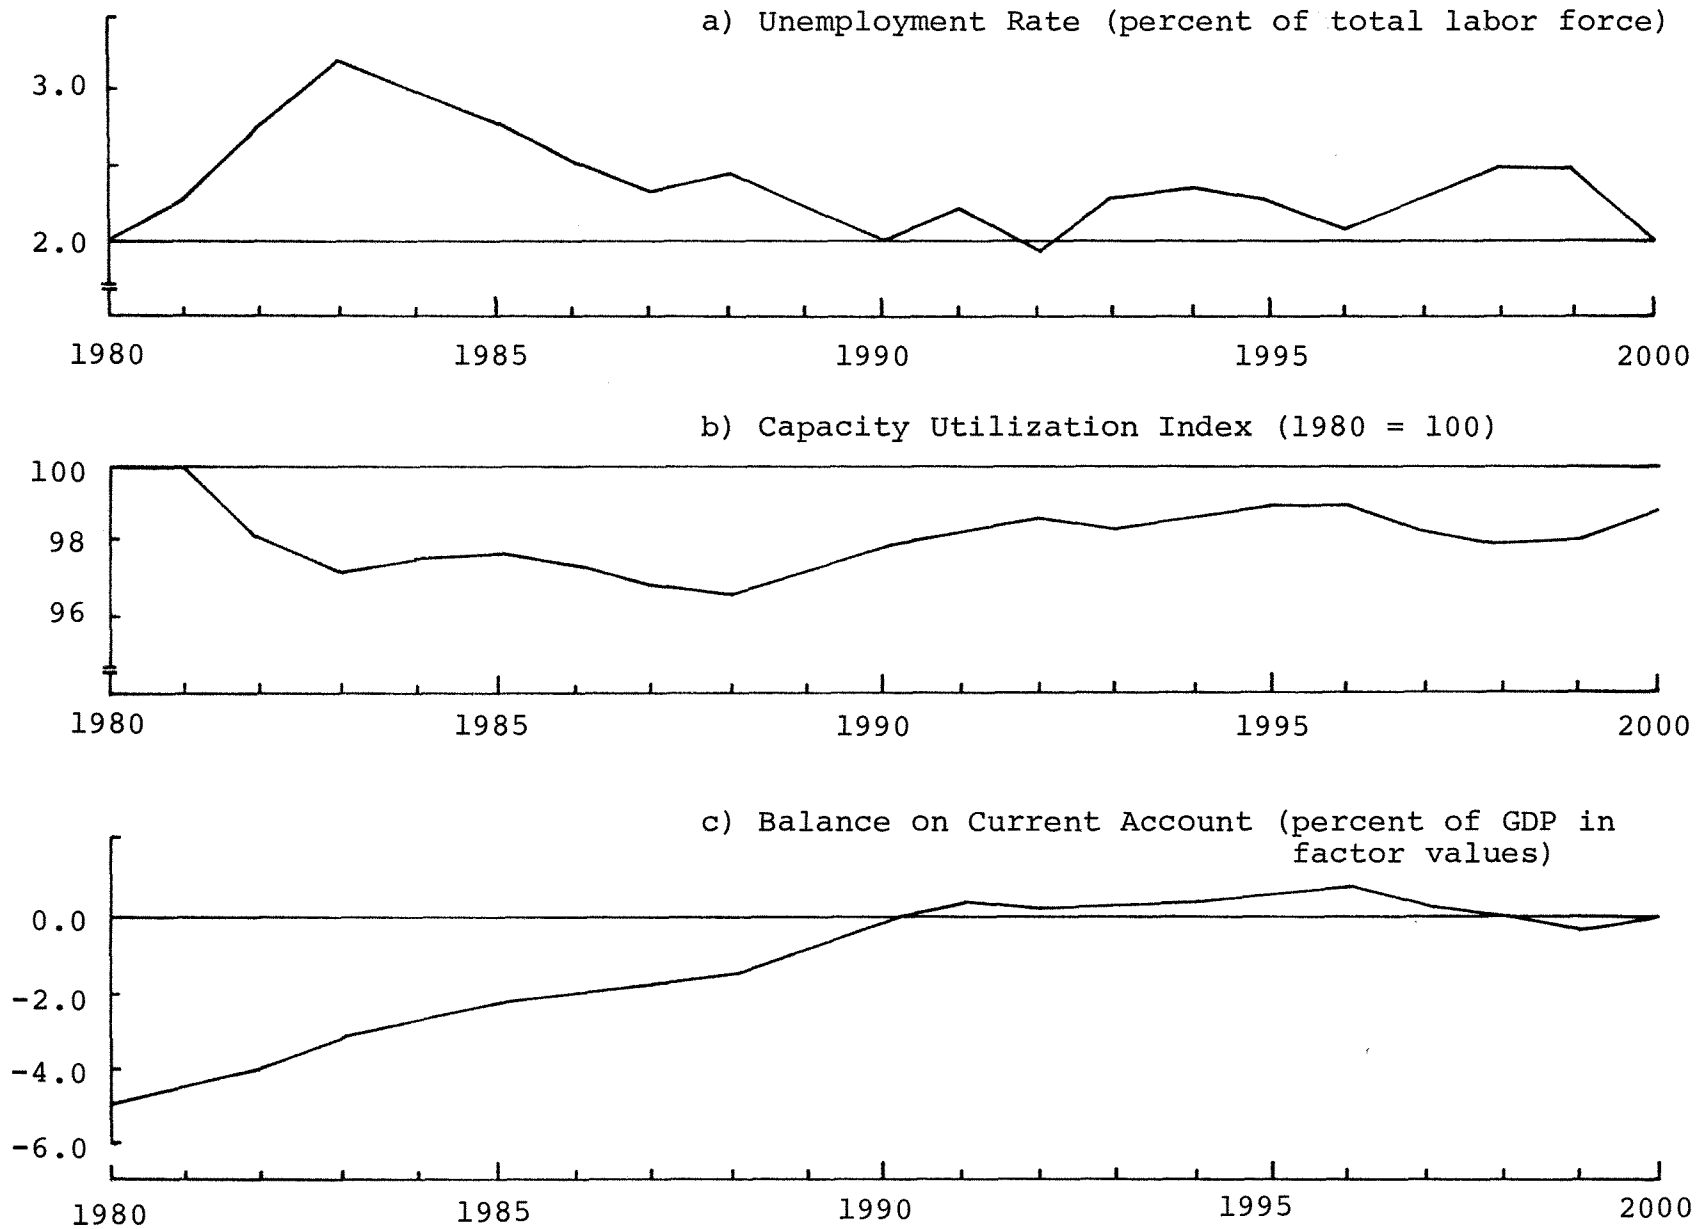 a) Unemployment Rate (percent of total labor force)
3.0
2.0
1980 1985 1990 1995 2000
b) Capacity Utilization Index (1980 = 100)
100
98
96
1980 1985 1990 1995 2000
c) Balance on Current Account (percent of GDP in
factor values)
0.0
-2.0
-4.0
-6.0
1980 1985 1990 1995 2000